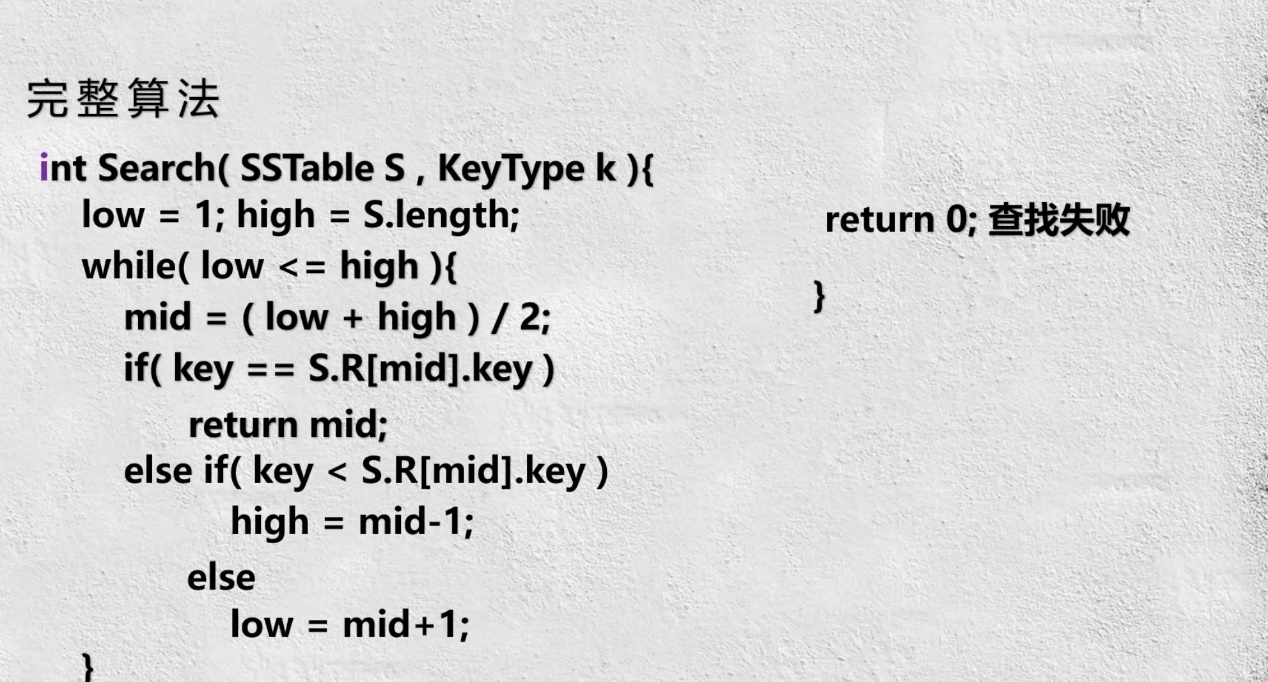 完整算法
int Search( SSTable S , KeyType k ){
low = 1; high = S.length;
while( low <= high ){
mid = ( low + high ) / 2;
if( key == S.R[mid].key )
return mid;
else if( key < S.R[mid].key )
high = mid-1;
else
low = mid+1;
}
return 0; 查找失败
}